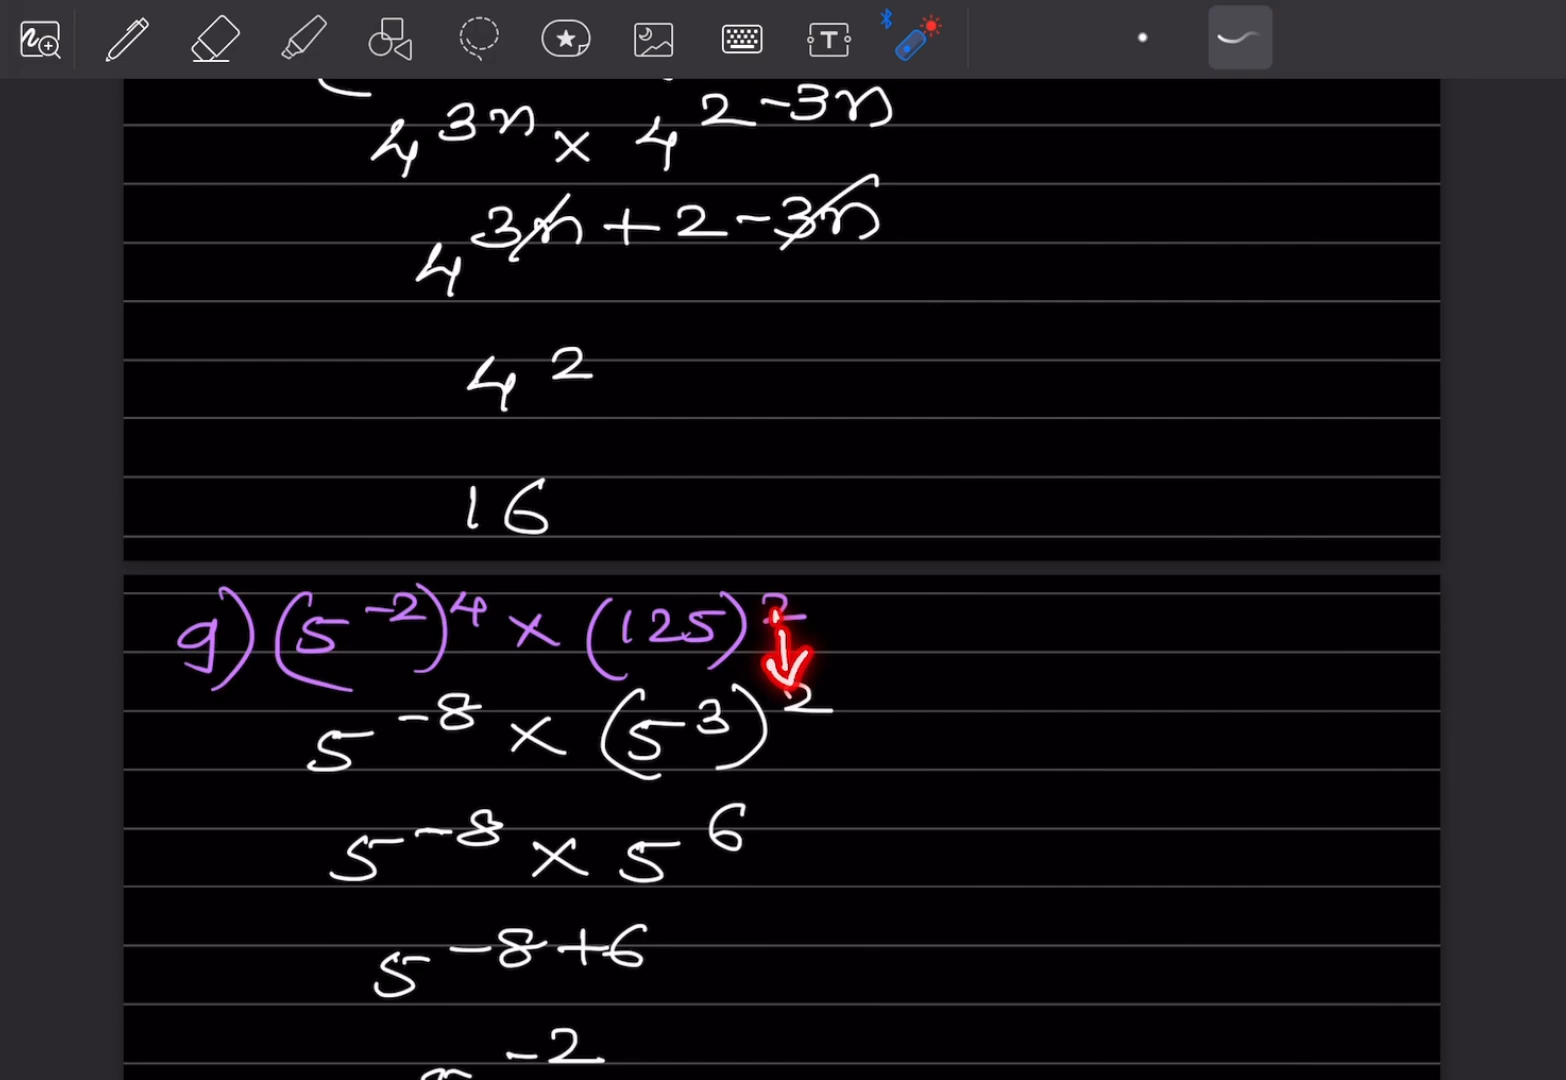 4^{3n} × 4^{2-3n}
4^{3n+2-3n}
4^2
16
g) (5^{-2})^4 × (125)^2
5^{-8} × (5^3)^2
5^{-8} × 5^6
5^{-8+6}
5^{-2}